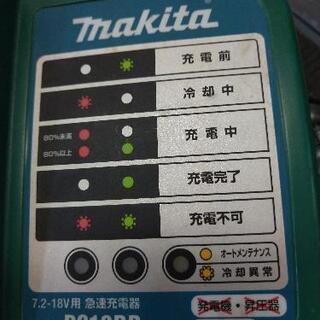 makita
充電前
冷却中
80%未満
80%以上
充電中
充電完了
充電不可
オートメンテナンス
冷却異常
7.2-18V用 急速充電器
発電機・昇圧器